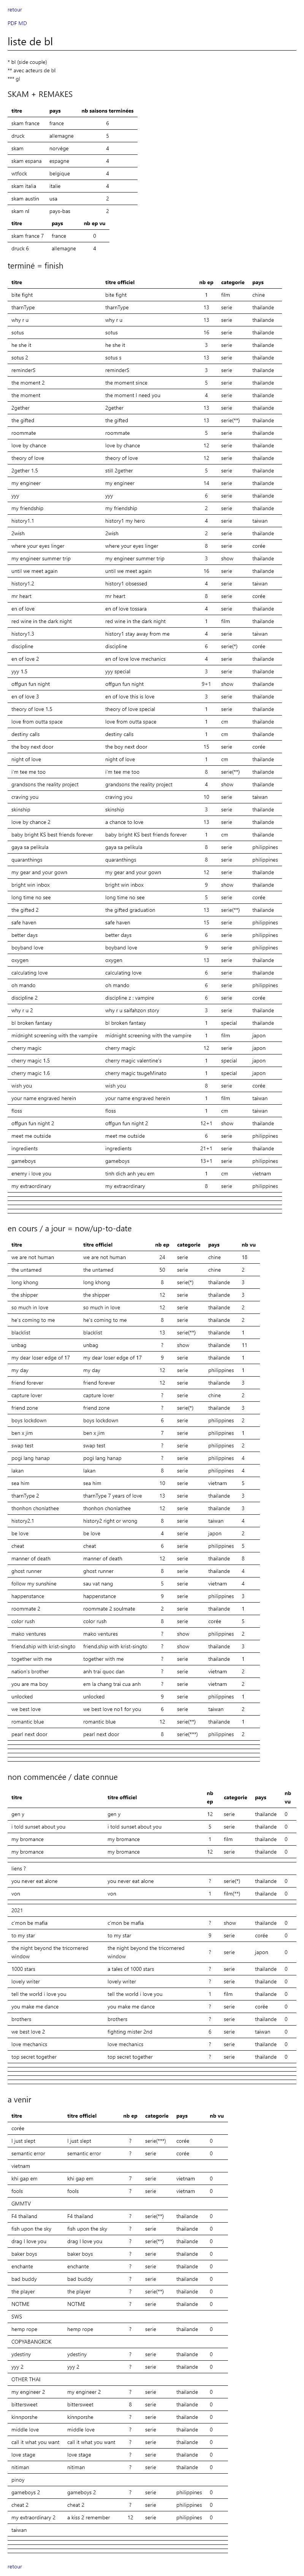 retour
PDF MD
liste de bl
* bl (side couple)
** avec acteurs de bl
*** gl
SKAM + REMAKES
titre pays nb saisons terminées
skam france france 6
druck allemagne 5
skam norvège 4
skam espana espagne 4
wtfock belgique 4
skam italia italie 4
skam austin usa 2
skam nl pays-bas 2
titre pays nb ep vu
skam france 7 france 0
druck 6 allemagne 4
terminé = finish
titre titre officiel nb ep categorie pays
bite fight bite fight 1 film chine
tharnType tharnType 13 serie thailande
why r u why r u 13 serie thailande
sotus sotus 16 serie thailande
he she it he she it 3 serie thailande
sotus 2 sotus s 13 serie thailande
reminderS reminderS 3 serie thailande
the moment 2 the moment since 5 serie thailande
the moment the moment I need you 4 serie thailande
2gether 2gether 13 serie thailande
the gifted the gifted 13 serie(**) thailande
roommate roommate 5 serie thailande
love by chance love by chance 12 serie thailande
theory of love theory of love 12 serie thailande
2gether 1.5 still 2gether 5 serie thailande
my engineer my engineer 14 serie thailande
yyy yyy 6 serie thailande
my friendship my friendship 2 serie thailande
history1.1 history1 my hero 4 serie taiwan
2wish 2wish 2 serie thailande
where your eyes linger where your eyes linger 8 serie corée
my engineer summer trip my engineer summer trip 3 show thailande
until we meet again until we meet again 16 serie thailande
history1.2 history1 obsessed 4 serie taiwan
mr heart mr heart 8 serie corée
en of love en of love tossara 4 serie thailande
red wine in the dark night red wine in the dark night 1 film thailande
history1.3 history1 stay away from me 4 serie taiwan
discipline discipline 6 serie(*) corée
en of love 2 en of love love mechanics 4 serie thailande
yyy 1.5 yyy special 3 serie thailande
offgun fun night offgun fun night 9+1 show thailande
en of love 3 en of love this is love 3 serie thailande
theory of love 1.5 theory of love special 1 serie thailande
love from outta space love from outta space 1 cm thailande
destiny calls destiny calls 1 cm thailande
the boy next door the boy next door 15 serie corée
night of love night of love 1 cm thailande
i'm tee me too i'm tee me too 8 serie(**) thailande
grandsons the reality project grandsons the reality project 4 show thailande
craving you craving you 10 serie taiwan
skinship skinship 3 serie thailande
love by chance 2 a chance to love 13 serie thailande
baby bright KS best friends forever baby bright KS best friends forever 1 cm thailande
gaya sa pelikula gaya sa pelikula 8 serie philippines
quaranthings quaranthings 8 serie philippines
my gear and your gown my gear and your gown 12 serie thailande
bright win inbox bright win inbox 9 show thailande
long time no see long time no see 5 serie corée
the gifted 2 the gifted graduation 13 serie(**) thailande
safe haven safe haven 15 serie philippines
better days better days 6 serie philippines
boyband love boyband love 9 serie philippines
oxygen oxygen 13 serie thailande
calculating love calculating love 6 serie thailande
oh mando oh mando 6 serie philippines
discipline 2 discipline z : vampire 6 serie corée
why r u 2 why r u saifahzon story 3 serie thailande
bl broken fantasy bl broken fantasy 1 special thailande
midnight screening with the vampire midnight screening with the vampire 1 film japon
cherry magic cherry magic 12 serie japon
cherry magic 1.5 cherry magic valentine's 1 special japon
cherry magic 1.6 cherry magic tsugeMinato 1 special japon
wish you wish you 8 serie corée
your name engraved herein your name engraved herein 1 film taiwan
floss floss 1 cm taiwan
offgun fun night 2 offgun fun night 2 12+1 show thailande
meet me outside meet me outside 6 serie philippines
ingredients ingredients 21+1 serie thailande
gameboys gameboys 13+1 serie philippines
enemy i love you tinh dich anh yeu em 1 cm vietnam
my extraordinary my extraordinary 8 serie philippines
en cours / a jour = now/up-to-date
titre titre officiel nb ep categorie pays nb vu
we are not human we are not human 24 serie chine 18
the untamed the untamed 50 serie chine 2
long khong long khong 8 serie(*) thailande 3
the shipper the shipper 12 serie thailande 3
so much in love so much in love 12 serie thailande 2
he's coming to me he's coming to me 8 serie thailande 2
blacklist blacklist 13 serie(**) thailande 1
unbag unbag ? show thailande 11
my dear loser edge of 17 my dear loser edge of 17 9 serie thailande 1
my day my day 12 serie philippines 1
friend forever friend forever 12 serie thailande 3
capture lover capture lover ? serie chine 2
friend zone friend zone ? serie(*) thailande 3
boys lockdown boys lockdown 6 serie philippines 2
ben x jim ben x jim 7 serie philippines 1
swap test swap test ? serie philippines 2
pogi lang hanap pogi lang hanap ? serie philippines 4
lakan lakan 8 serie philippines 4
sea him sea him 10 serie vietnam 5
tharnType 2 tharnType 7 years of love 13 serie thailande 3
thonhon chonlathee thonhon chonlathee 12 serie thailande 3
history2.1 history2 right or wrong 8 serie taiwan 4
be love be love 4 serie japon 2
cheat cheat 6 serie philippines 5
manner of death manner of death 12 serie thailande 8
ghost runner ghost runner 8 serie thailande 4
follow my sunshine sau vat nang 5 serie vietnam 4
happenstance happenstance 9 serie philippines 3
roommate 2 roommate 2 soulmate 2 serie thailande 1
color rush color rush 8 serie corée 5
mako ventures mako ventures ? show philippines 2
friend.ship with krist-singto friend.ship with krist-singto ? show thailande 3
together with me together with me ? serie thailande 1
nation's brother anh trai quoc dan ? serie vietnam 2
you are ma boy em la chang trai cua anh ? serie vietnam 2
unlocked unlocked 9 serie philippines 1
we best love we best love no1 for you 6 serie taiwan 2
romantic blue romantic blue 12 serie(**) thailande 1
pearl next door pearl next door 8 serie(***) philippines 2
non commencée / date connue
titre titre officiel nb ep categorie pays nb vu
gen y gen y 12 serie thailande 0
i told sunset about you i told sunset about you 5 serie thailande 0
my bromance my bromance 1 film thailande 0
my bromance my bromance 12 serie thailande 0
liens ?
you never eat alone you never eat alone ? serie(*) thailande 0
von von 1 film(**) thailande 0
2021
c'mon be mafia c'mon be mafia ? show thailande 0
to my star to my star 9 serie corée 0
the night beyond the tricornered window the night beyond the tricornered window ? serie japon 0
1000 stars a tales of 1000 stars ? serie thailande 0
lovely writer lovely writer ? serie thailande 0
tell the world i love you tell the world i love you 1 film thailande 0
you make me dance you make me dance ? serie corée 0
brothers brothers ? serie thailande 0
we best love 2 fighting mister 2nd 6 serie taiwan 0
love mechanics love mechanics ? serie thailande 0
top secret together top secret together ? serie thailande 0
a venir
titre titre officiel nb ep categorie pays nb vu
corée
I just slept I just slept ? serie(***) corée 0
semantic error semantic error ? serie corée 0
vietnam
khi gap em khi gap em ? serie vietnam 0
fools fools ? serie vietnam 0
GMMTV
F4 thailand F4 thailand ? serie(**) thailande 0
fish upon the sky fish upon the sky ? serie thailande 0
drag I love you drag I love you ? serie(**) thailande 0
baker boys baker boys ? serie thailande 0
enchante enchante ? serie thailande 0
bad buddy bad buddy ? serie thailande 0
the player the player ? serie(**) thailande 0
NOTME NOTME ? serie thailande 0
SWS
hemp rope hemp rope ? serie thailande 0
COPYABANGKOK
ydestiny ydestiny ? serie thailande 0
yyy 2 yyy 2 ? serie thailande 0
OTHER THAI
my engineer 2 my engineer 2 ? serie thailande 0
bittersweet bittersweet 8 serie thailande 0
kinnporshe kinnporshe ? serie thailande 0
middle love middle love ? serie thailande 0
call it what you want call it what you want ? serie thailande 0
love stage love stage ? serie thailande 0
nitiman nitiman ? serie thailande 0
pinoy
gameboys 2 gameboys 2 ? serie philippines 0
cheat 2 cheat 2 ? serie philippines 0
my extraordinary 2 a kiss 2 remember 12 serie philippines 0
taiwan
retour